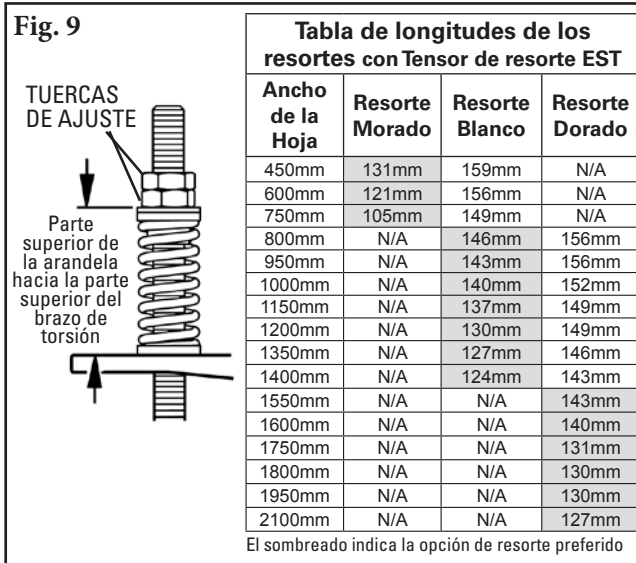 Fig. 9
TUERCAS
DE AJUSTE
Parte
superior de
la arandela
hacia la parte
superior del
brazo de
torsión
Tabla de longitudes de los
resortes con Tensor de resorte EST
Ancho de la Hoja Resorte Morado Resorte Blanco Resorte Dorado
450mm 131mm 159mm N/A
600mm 121mm 156mm N/A
750mm 105mm 149mm N/A
800mm N/A 146mm 156mm
950mm N/A 143mm 156mm
1000mm N/A 140mm 152mm
1150mm N/A 137mm 149mm
1200mm N/A 130mm 149mm
1350mm N/A 127mm 146mm
1400mm N/A 124mm 143mm
1550mm N/A N/A 143mm
1600mm N/A N/A 140mm
1750mm N/A N/A 131mm
1800mm N/A N/A 130mm
1950mm N/A N/A 130mm
2100mm N/A N/A 127mm
El sombreado indica la opción de resorte preferido